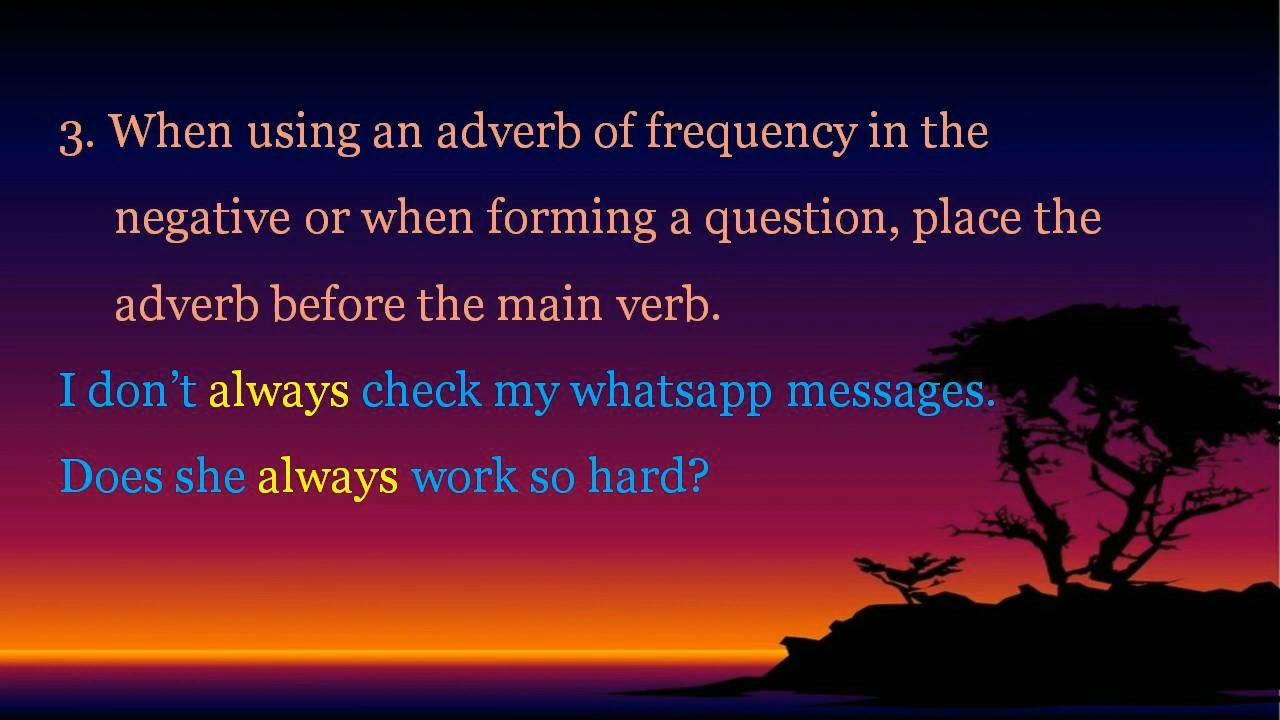 3. When using an adverb of frequency in the
negative or when forming a question, place the
adverb before the main verb.
I don’t always check my whatsapp messages.
Does she always work so hard?